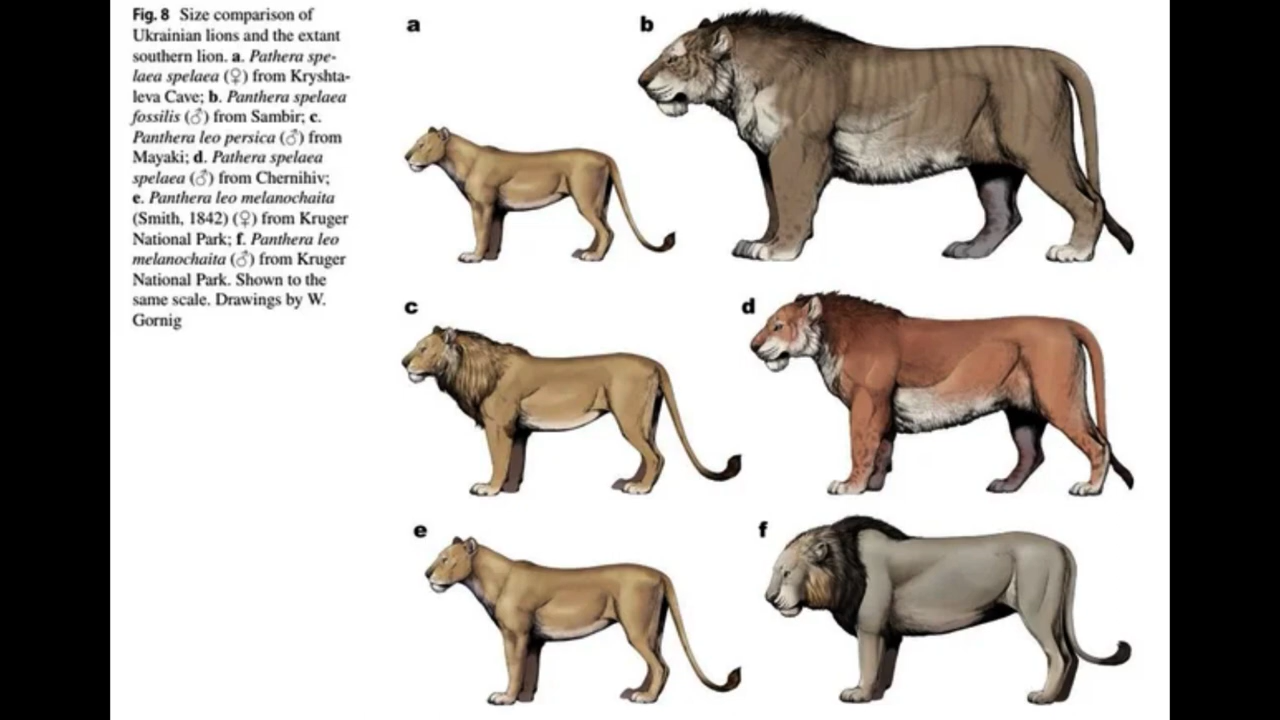 Fig. 8 Size comparison of
Ukrainian lions and the extant
southern lion. a. Pathera spe-
laea spelaea (♀) from Kryshta-
leva Cave; b. Panthera spelaea
fossilis (♂) from Sambir; c.
Panthera leo persica (♂) from
Mayaki; d. Pathera spelaea
spelaea (♂) from Chernihiv;
e. Panthera leo melanochaita
(Smith, 1842) (♀) from Kruger
National Park; f. Panthera leo
melanochaita (♂) from Kruger
National Park. Shown to the
same scale. Drawings by W.
Gornig
a
b
c
d
e
f